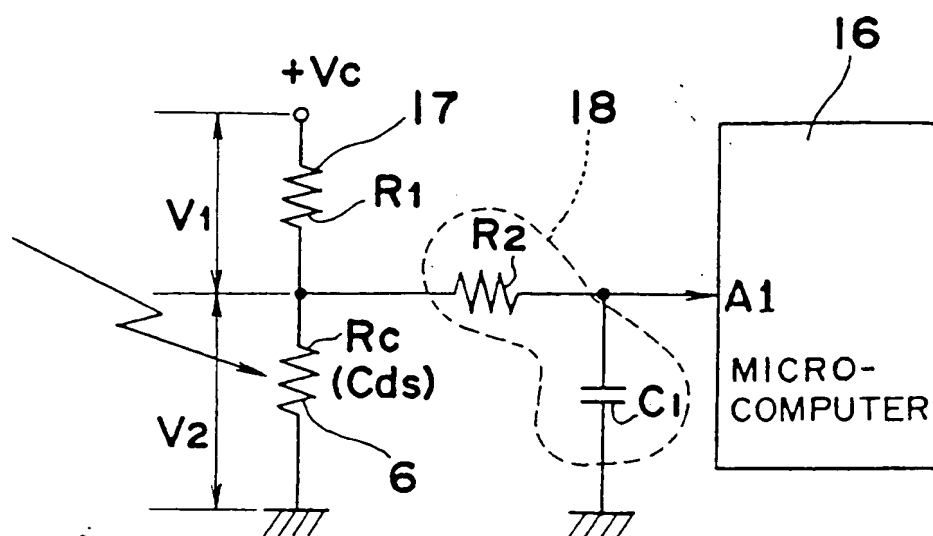 16
+Vc
17
18
R1
V1
R2
A1
Rc
(Cds)
MICRO-
COMPUTER
C1
V2
6